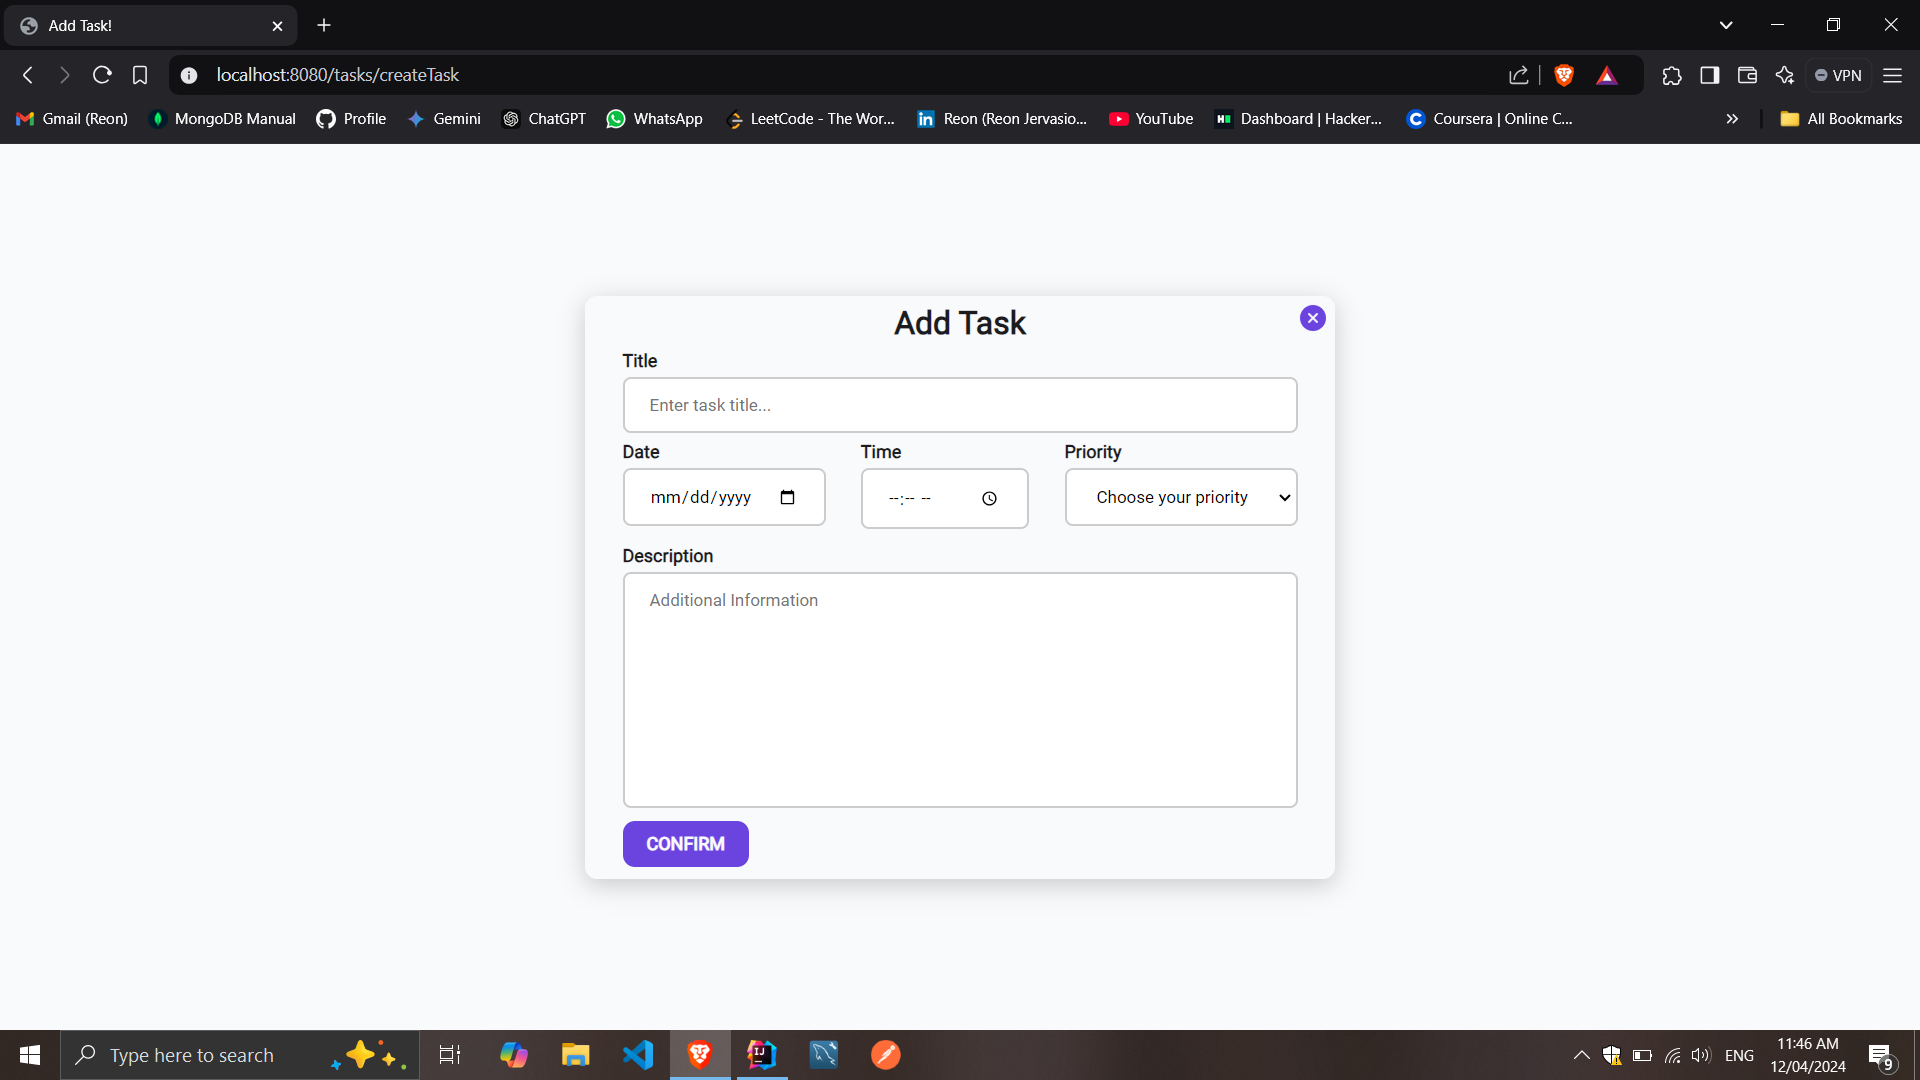 Add Task!
localhost:8080/tasks/createTask
VPN
Gmail (Reon)
MongoDB Manual
Profile
Gemini
ChatGPT
WhatsApp
LeetCode - The Wor...
Reon (Reon Jervasio...
YouTube
Dashboard | Hacker...
Coursera | Online C...
All Bookmarks
Add Task
Title
Enter task title...
Date
Time
Priority
mm/dd/yyyy
--:-- --
Choose your priority
Description
Additional Information
CONFIRM
Type here to search
ENG
11:46 AM
12/04/2024
9